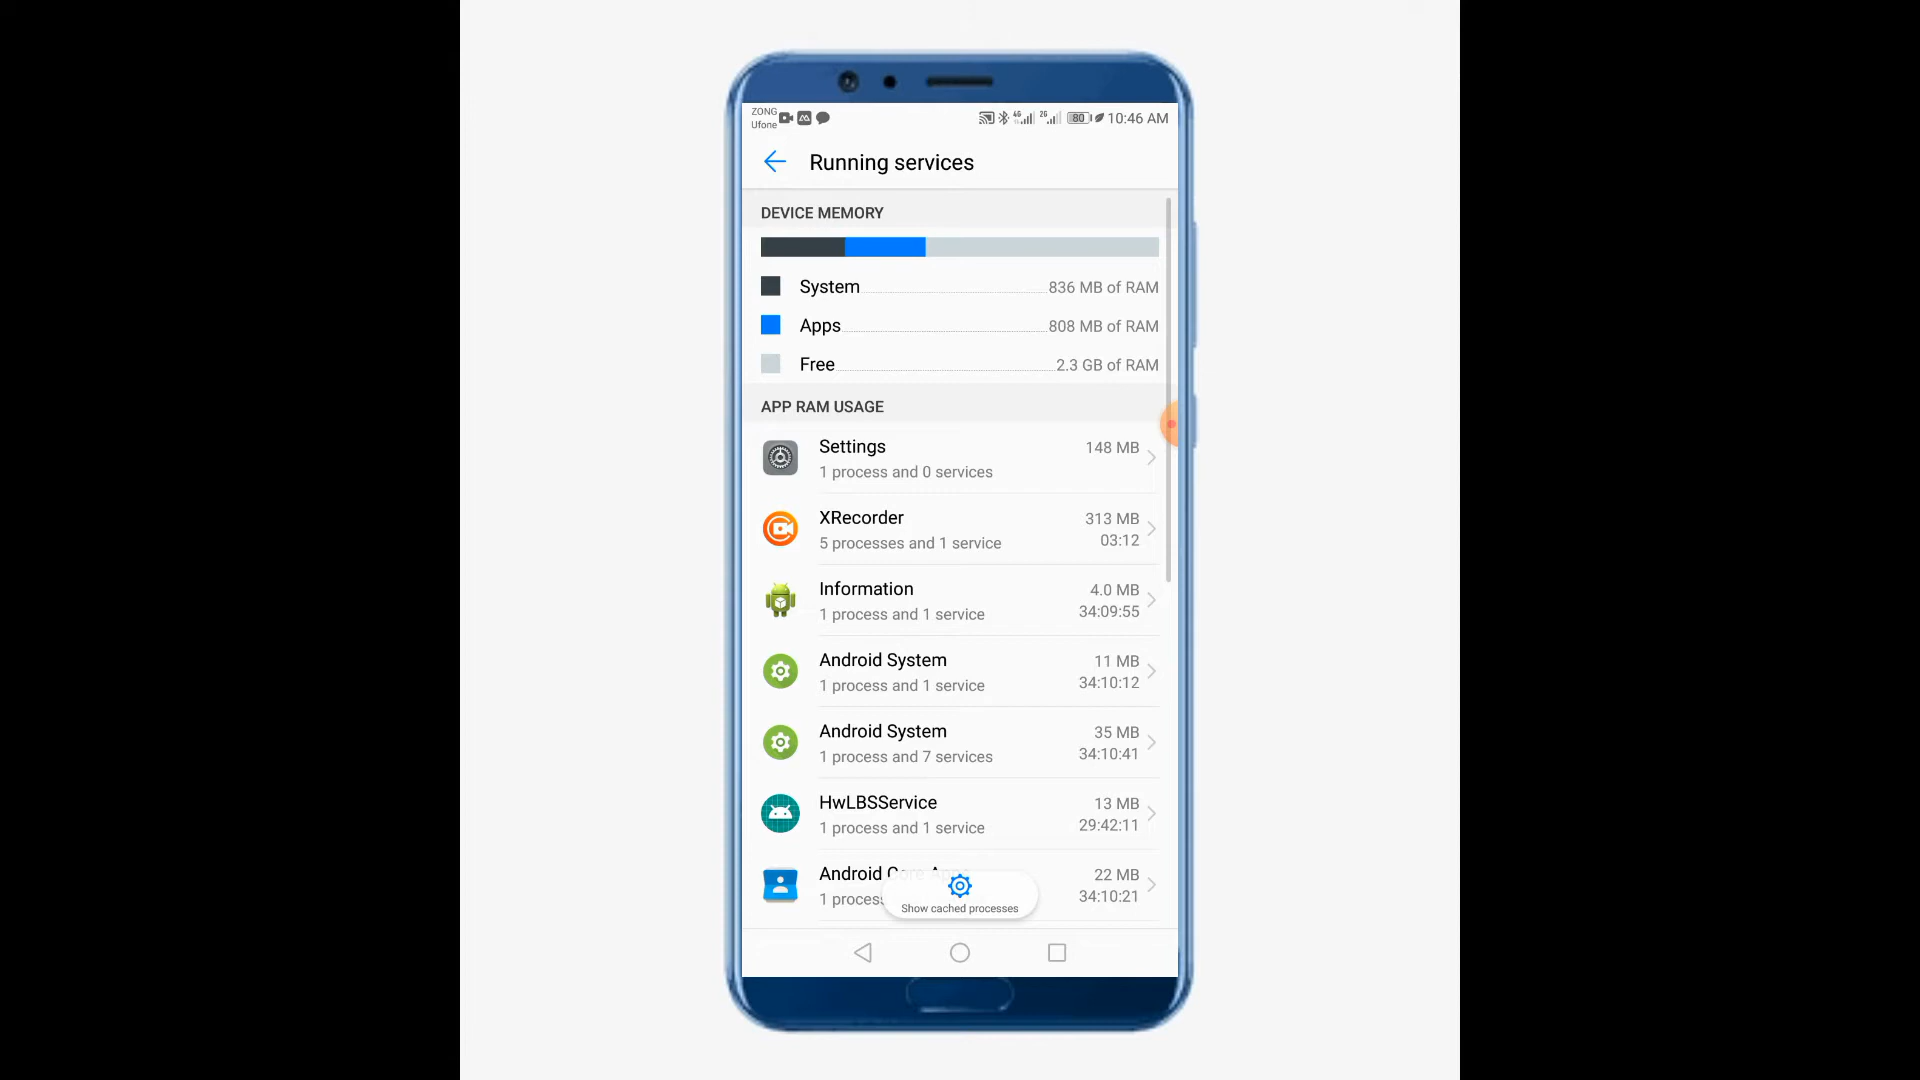 ZONG
Ufone
4G
2G
80
10:46 AM
Running services
DEVICE MEMORY
System 836 MB of RAM
Apps 808 MB of RAM
Free 2.3 GB of RAM
APP RAM USAGE
Settings 148 MB
1 process and 0 services
XRecorder 313 MB
5 processes and 1 service 03:12
Information 4.0 MB
1 process and 1 service 34:09:55
Android System 11 MB
1 process and 1 service 34:10:12
Android System 35 MB
1 process and 7 services 34:10:41
HwLBSService 13 MB
1 process and 1 service 29:42:11
Android Core 22 MB
1 34:10:21
Show cached processes